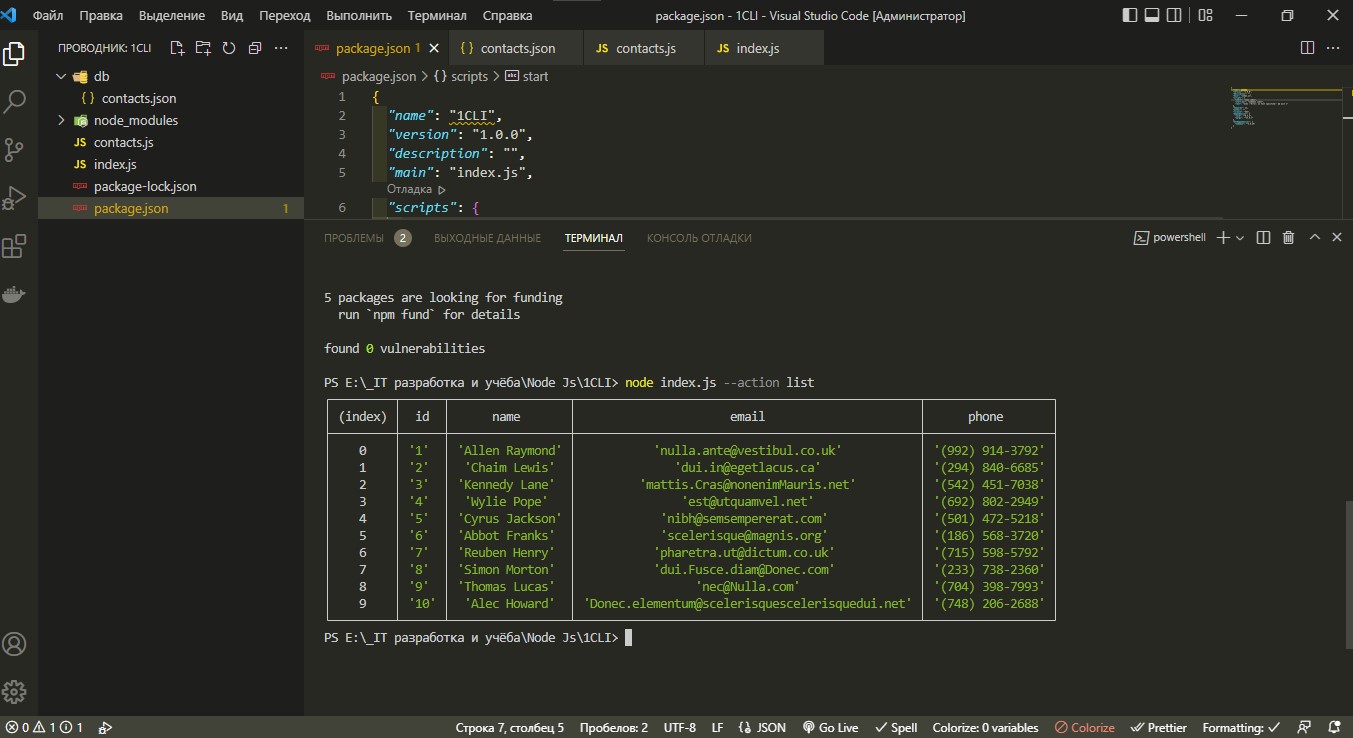 Файл Правка Выделение Вид Переход Выполнить Терминал Справка package.json - 1CLI - Visual Studio Code [Администратор]
ПРОВОДНИК: 1CLI
db
{ } contacts.json
node_modules
JS contacts.js
JS index.js
package-lock.json
package.json 1
package.json 1 { } contacts.json JS contacts.js JS index.js
package.json > { } scripts > abc start
1 {
2 "name": "1CLI",
3 "version": "1.0.0",
4 "description": "",
5 "main": "index.js",
Отладка
6 "scripts": {
ПРОБЛЕМЫ 2 ВЫХОДНЫЕ ДАННЫЕ ТЕРМИНАЛ КОНСОЛЬ ОТЛАДКИ powershell
5 packages are looking for funding
run `npm fund` for details
found 0 vulnerabilities
PS E:\_IT разработка и учёба\Node Js\1CLI> node index.js --action list
(index) id name email phone
0 '1' 'Allen Raymond' 'nulla.ante@vestibul.co.uk' '(992) 914-3792'
1 '2' 'Chaim Lewis' 'dui.in@egetlacus.ca' '(294) 840-6685'
2 '3' 'Kennedy Lane' 'mattis.Cras@nonenimMauris.net' '(542) 451-7038'
3 '4' 'Wylie Pope' 'est@utquamvel.net' '(692) 802-2949'
4 '5' 'Cyrus Jackson' 'nibh@semsempererat.com' '(501) 472-5218'
5 '6' 'Abbot Franks' 'scelerisque@magnis.org' '(186) 568-3720'
6 '7' 'Reuben Henry' 'pharetra.ut@dictum.co.uk' '(715) 598-5792'
7 '8' 'Simon Morton' 'dui.Fusce.diam@Donec.com' '(233) 738-2360'
8 '9' 'Thomas Lucas' 'nec@Nulla.com' '(704) 398-7993'
9 '10' 'Alec Howard' 'Donec.elementum@scelerisquescelerisquedui.net' '(748) 206-2688'
PS E:\_IT разработка и учёба\Node Js\1CLI>
0 1 1 Строка 7, столбец 5 Пробелов: 2 UTF-8 LF { } JSON Go Live Spell Colorize: 0 variables Colorize Prettier Formatting: